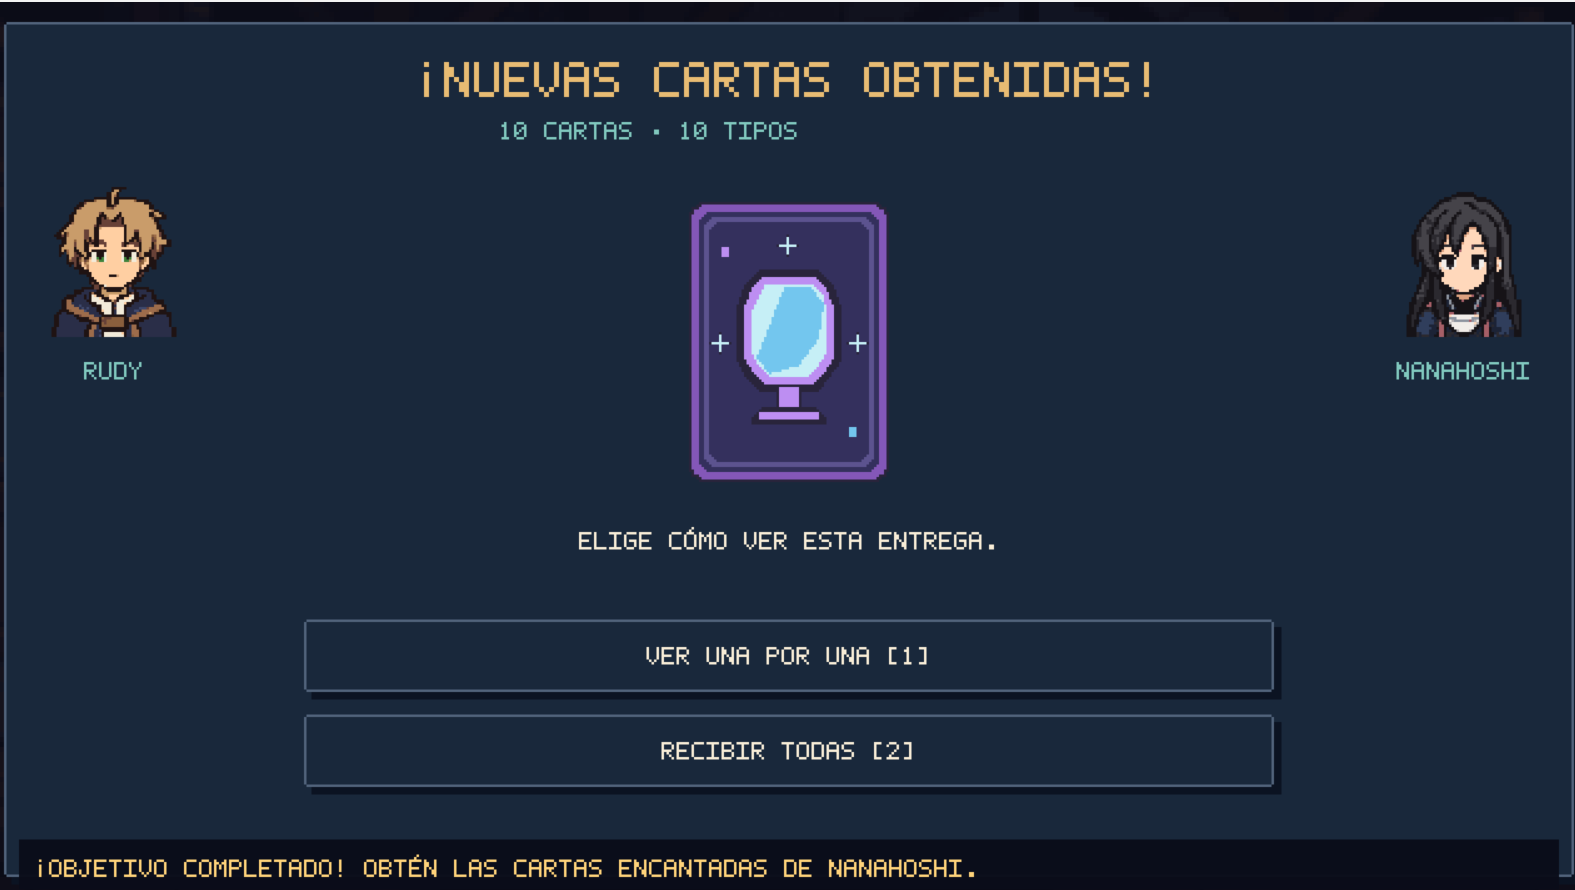 ¡NUEVAS CARTAS OBTENIDAS!
10 CARTAS · 10 TIPOS
RUDY
NANAHOSHI
ELIGE CÓMO VER ESTA ENTREGA.
VER UNA POR UNA [1]
RECIBIR TODAS [2]
¡OBJETIVO COMPLETADO! OBTÉN LAS CARTAS ENCANTADAS DE NANAHOSHI.